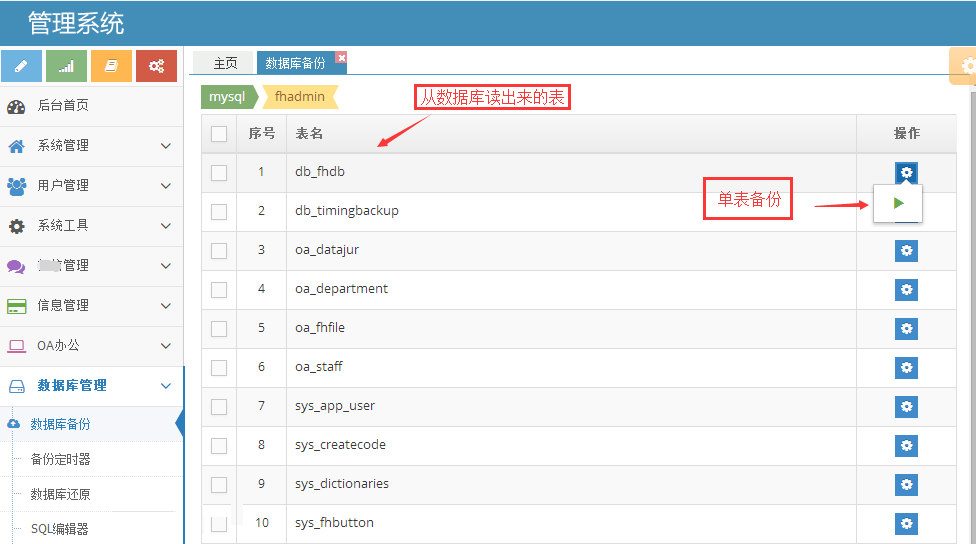 管理系统
主页
数据库备份
mysql
fhadmin
从数据库读出来的表
后台首页
系统管理
用户管理
系统工具
管理
信息管理
OA办公
数据库管理
数据库备份
备份定时器
数据库还原
SQL编辑器
序号 表名 操作
1 db_fhdb
单表备份
2 db_timingbackup
3 oa_datajur
4 oa_department
5 oa_fhfile
6 oa_staff
7 sys_app_user
8 sys_createcode
9 sys_dictionaries
10 sys_fhbutton